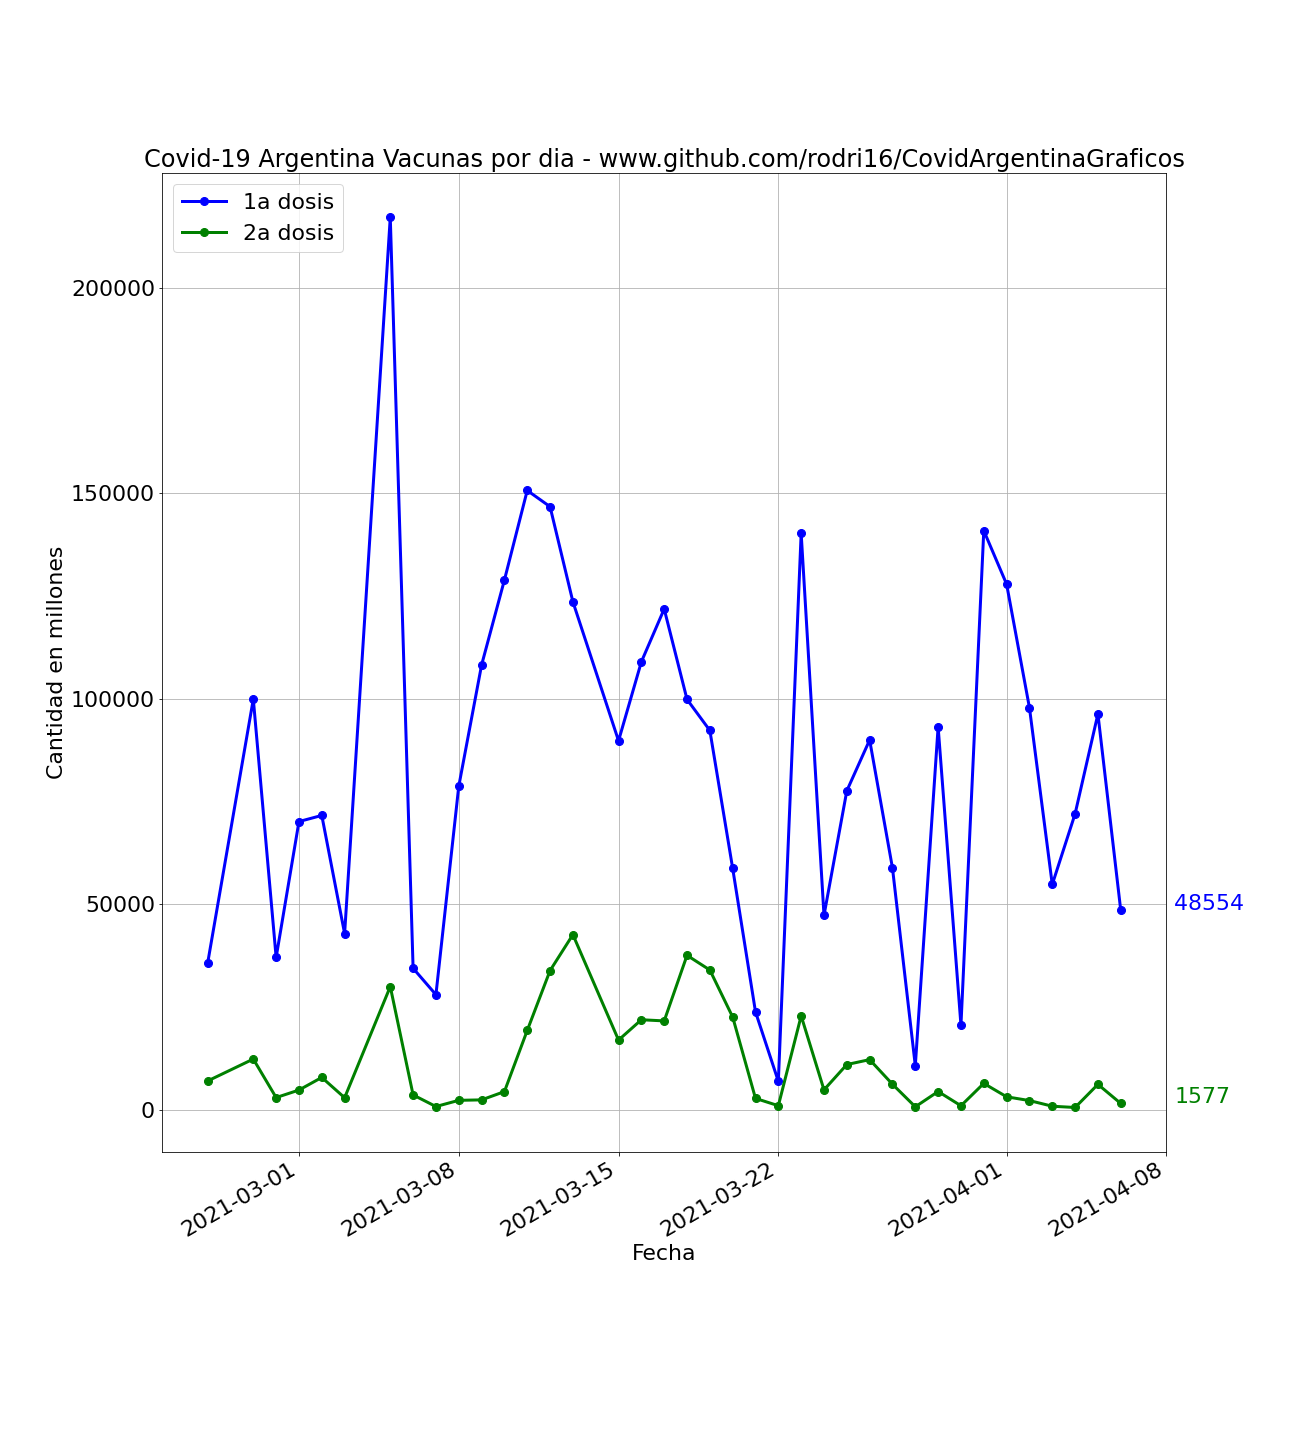 Covid-19 Argentina Vacunas por dia - www.github.com/rodri16/CovidArgentinaGraficos
1a dosis
2a dosis
200000
150000
100000
50000
0
Cantidad en millones
48554
1577
2021-03-01
2021-03-08
2021-03-15
2021-03-22
2021-04-01
2021-04-08
Fecha